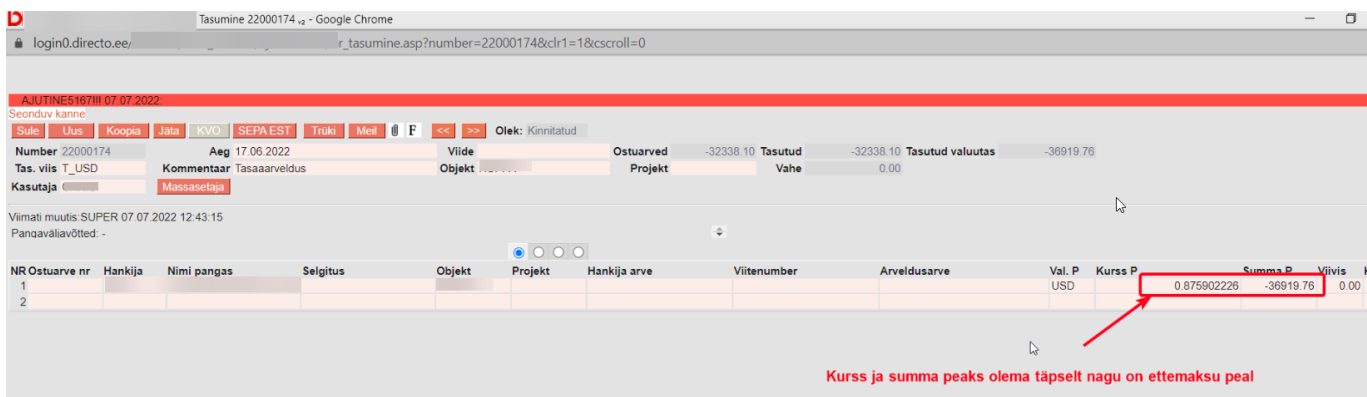 Tasumine 22000174 v2 - Google Chrome
login0.directo.ee/ r_tasumine.asp?number=22000174&clr1=1&cscroll=0
AJUTINE5167!!! 07.07.2022:
Seonduv kanne
Sule Uus Koopia Jäta KVO SEPA EST Trüki Meil F << >> Olek: Kinnitatud
Number 22000174 Aeg 17.06.2022 Viide Ostuarved -32338.10 Tasutud -32338.10 Tasutud valuutas -36919.76
Tas. viis T_USD Kommentaar Tasaaarveldus Objekt Projekt Vahe 0.00
Kasutaja Massasetaja
Viimati muutis:SUPER 07.07.2022 12:43:15
Pangaväljavõtted: -
NR Ostuarve nr Hankija Nimi pangas Selgitus Objekt Projekt Hankija arve Viitenumber Arveldusarve Val. P Kurss P Summa P Viivis
1 USD 0.875902226 -36919.76 0.00
2
Kurss ja summa peaks olema täpselt nagu on ettemaksu peal